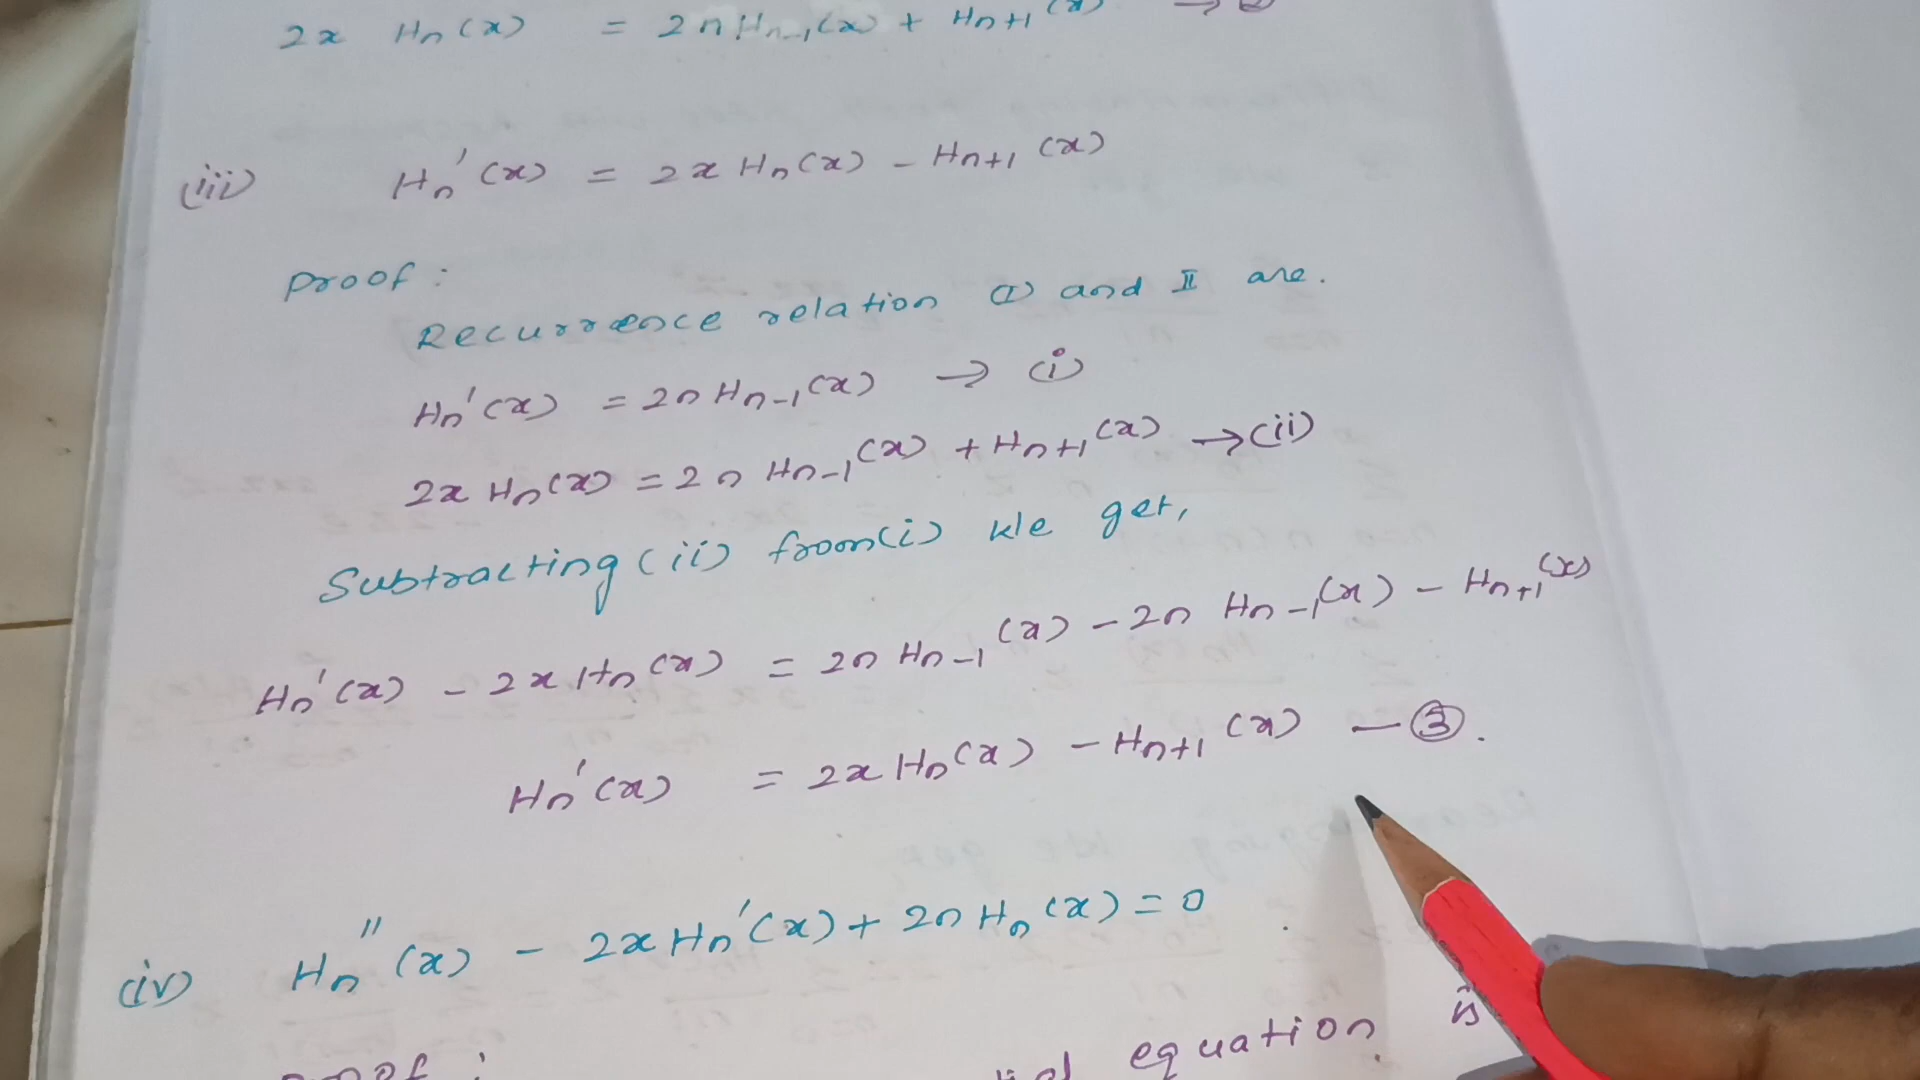 2x Hn(x) = 2n Hn-1(x) + Hn+1(x) →
(iii) Hn'(x) = 2x Hn(x) - Hn+1(x)
Proof:
Recurrence relation (I) and II are.
Hn'(x) = 2n Hn-1(x) → (i)
2x Hn(x) = 2n Hn-1(x) + Hn+1(x) → (ii)
Subtracting (ii) from (i) We get,
Hn'(x) - 2x Hn(x) = 2n Hn-1(x) - 2n Hn-1(x) - Hn+1(x)
Hn'(x) = 2x Hn(x) - Hn+1(x) — ③.
(iv) Hn''(x) - 2x Hn'(x) + 2n Hn(x) = 0
equation is